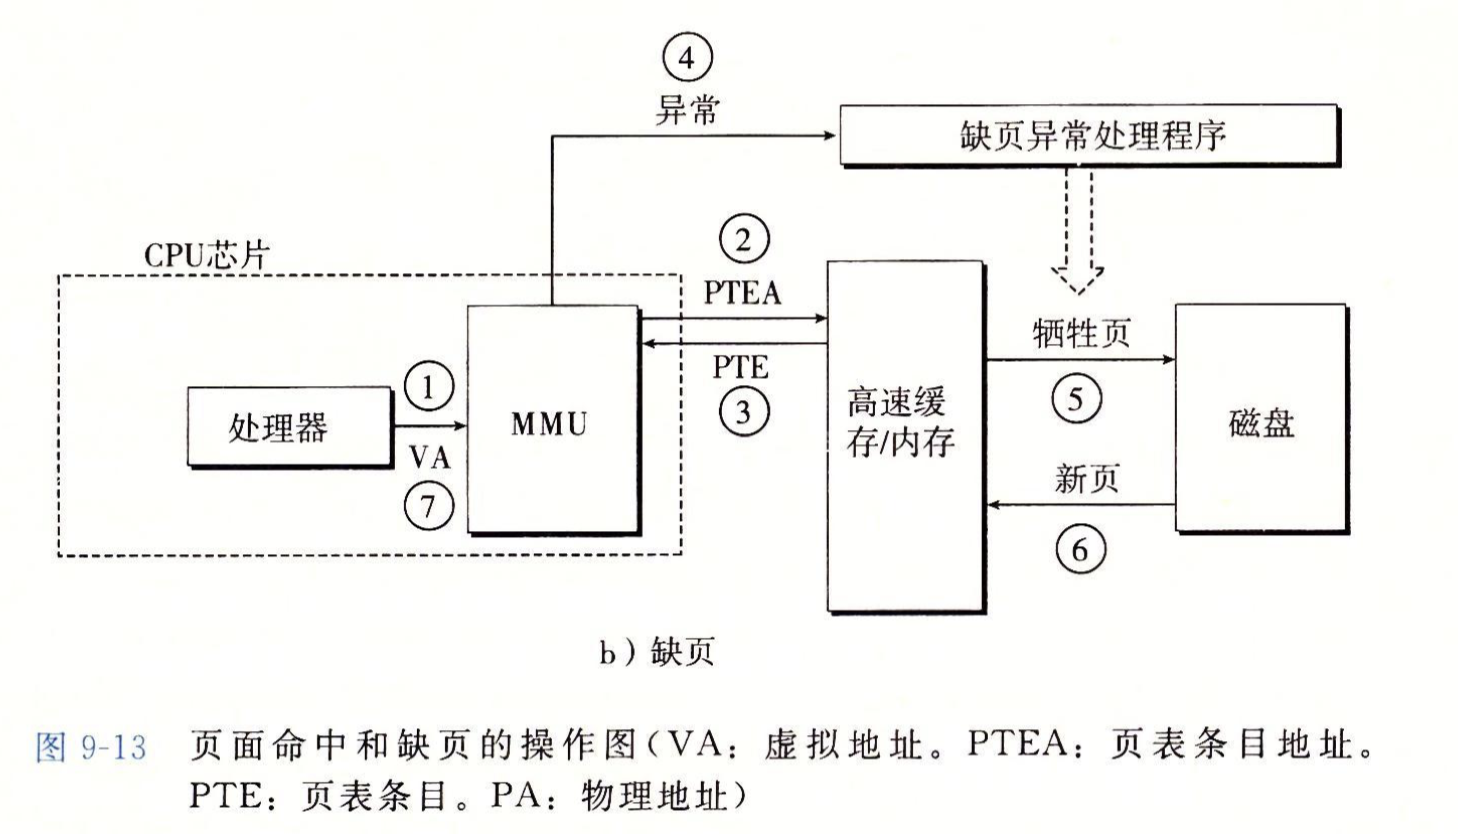 ④
异常
缺页异常处理程序
CPU芯片
②
PTEA
PTE
③
①
处理器
VA
⑦
MMU
高速缓
存/内存
牺牲页
⑤
磁盘
新页
⑥
b）缺页
图 9-13 页面命中和缺页的操作图(VA：虚拟地址。PTEA：页表条目地址。
PTE：页表条目。PA：物理地址)